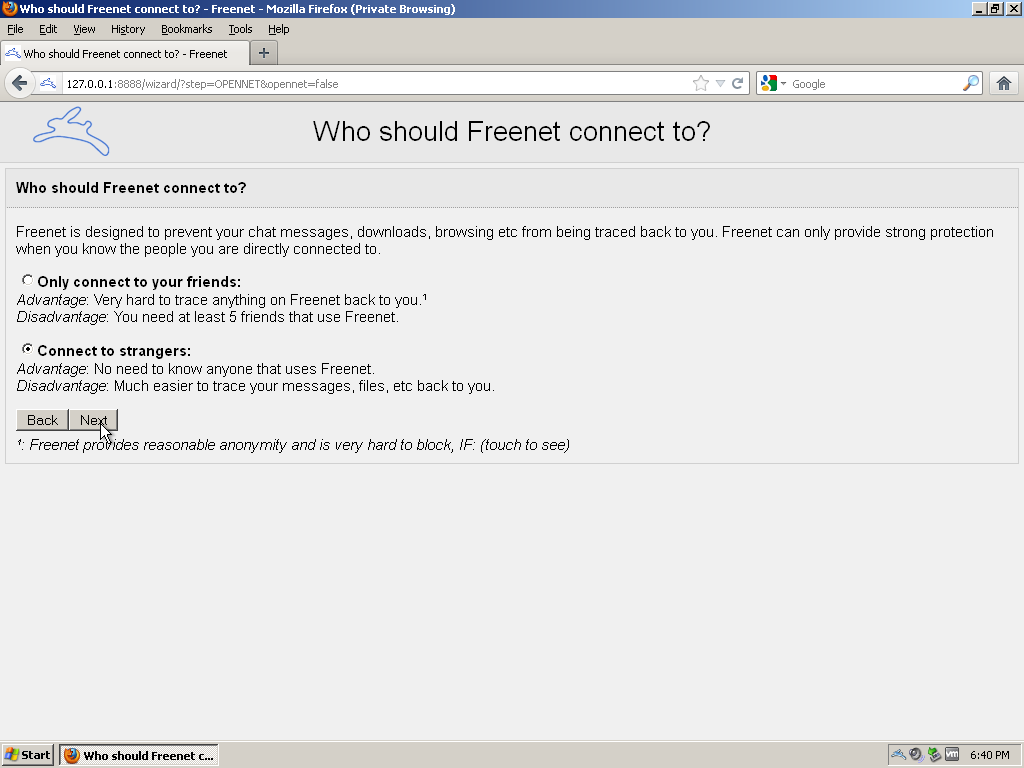 Who should Freenet connect to? - Freenet - Mozilla Firefox (Private Browsing)
File Edit View History Bookmarks Tools Help
Who should Freenet connect to? - Freenet
127.0.0.1:8888/wizard/?step=OPENNET&opennet=false
Google
Who should Freenet connect to?
Who should Freenet connect to?
Freenet is designed to prevent your chat messages, downloads, browsing etc from being traced back to you. Freenet can only provide strong protection
when you know the people you are directly connected to.
Only connect to your friends:
Advantage: Very hard to trace anything on Freenet back to you.¹
Disadvantage: You need at least 5 friends that use Freenet.
Connect to strangers:
Advantage: No need to know anyone that uses Freenet.
Disadvantage: Much easier to trace your messages, files, etc back to you.
Back Next
¹: Freenet provides reasonable anonymity and is very hard to block, IF: (touch to see)
Start Who should Freenet c... vm 6:40 PM